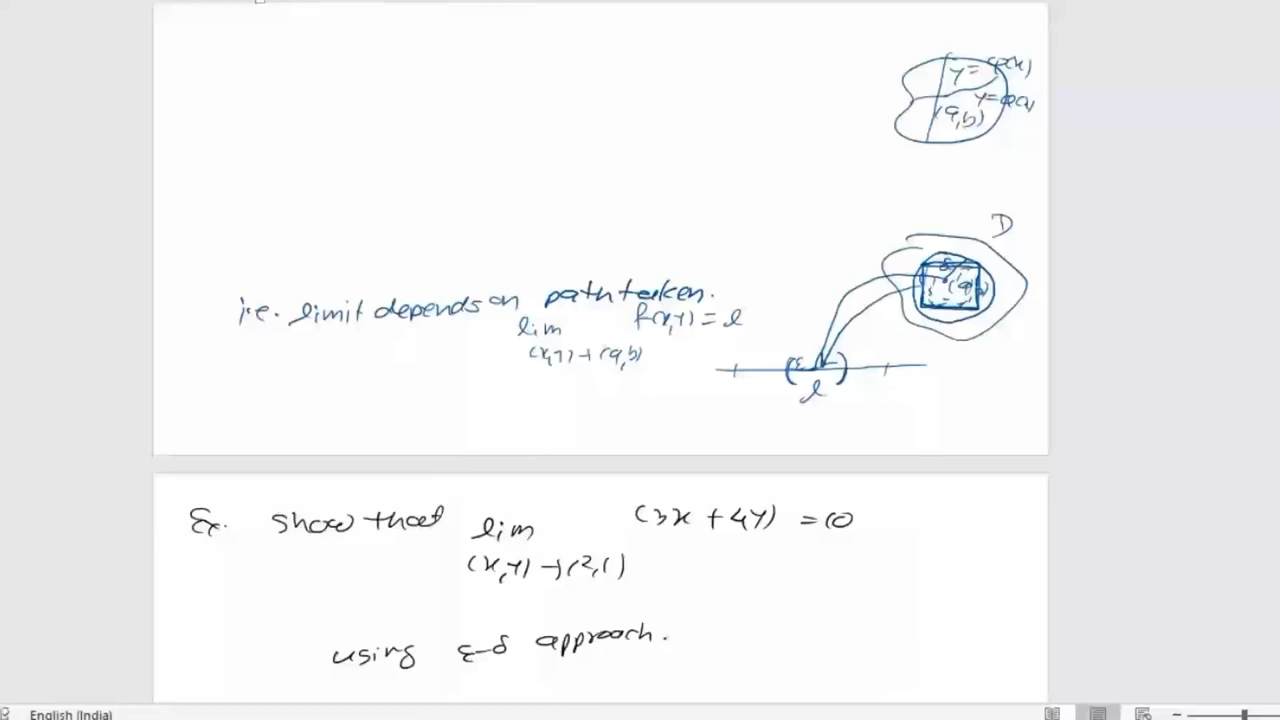 y = φ(x)
y = φ(x)
(a,b)
D
δ
(a,b)
i.e. limit depends on path taken.
lim f(x,y) = l
(x,y)→(a,b)
( ε )
l
Ex. show that lim (3x + 4y) = 10
(x,y)→(2,1)
using ε-δ approach.
English (India)